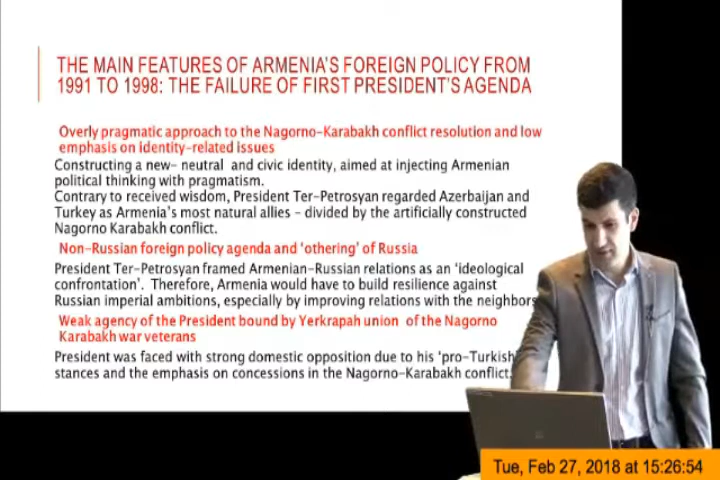 THE MAIN FEATURES OF ARMENIA'S FOREIGN POLICY FROM
1991 TO 1998: THE FAILURE OF FIRST PRESIDENT'S AGENDA
Overly pragmatic approach to the Nagorno-Karabakh conflict resolution and low
emphasis on identity-related issues
Constructing a new- neutral and civic identity, aimed at injecting Armenian
political thinking with pragmatism.
Contrary to received wisdom, President Ter-Petrosyan regarded Azerbaijan and
Turkey as Armenia's most natural allies - divided by the artificially constructed
Nagorno Karabakh conflict.
Non-Russian foreign policy agenda and 'othering' of Russia
President Ter-Petrosyan framed Armenian-Russian relations as an 'ideological
confrontation'. Therefore, Armenia would have to build resilience against
Russian imperial ambitions, especially by improving relations with the neighbors
Weak agency of the President bound by Yerkrapah union of the Nagorno
Karabakh war veterans
President was faced with strong domestic opposition due to his 'pro-Turkish'
stances and the emphasis on concessions in the Nagorno-Karabakh conflict.
Tue, Feb 27, 2018 at 15:26:54